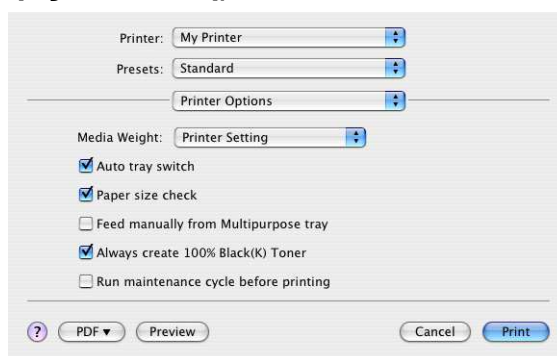 Printer: My Printer
Presets: Standard
Printer Options
Media Weight: Printer Setting
Auto tray switch
Paper size check
Feed manually from Multipurpose tray
Always create 100% Black(K) Toner
Run maintenance cycle before printing
? PDF▼ Preview Cancel Print